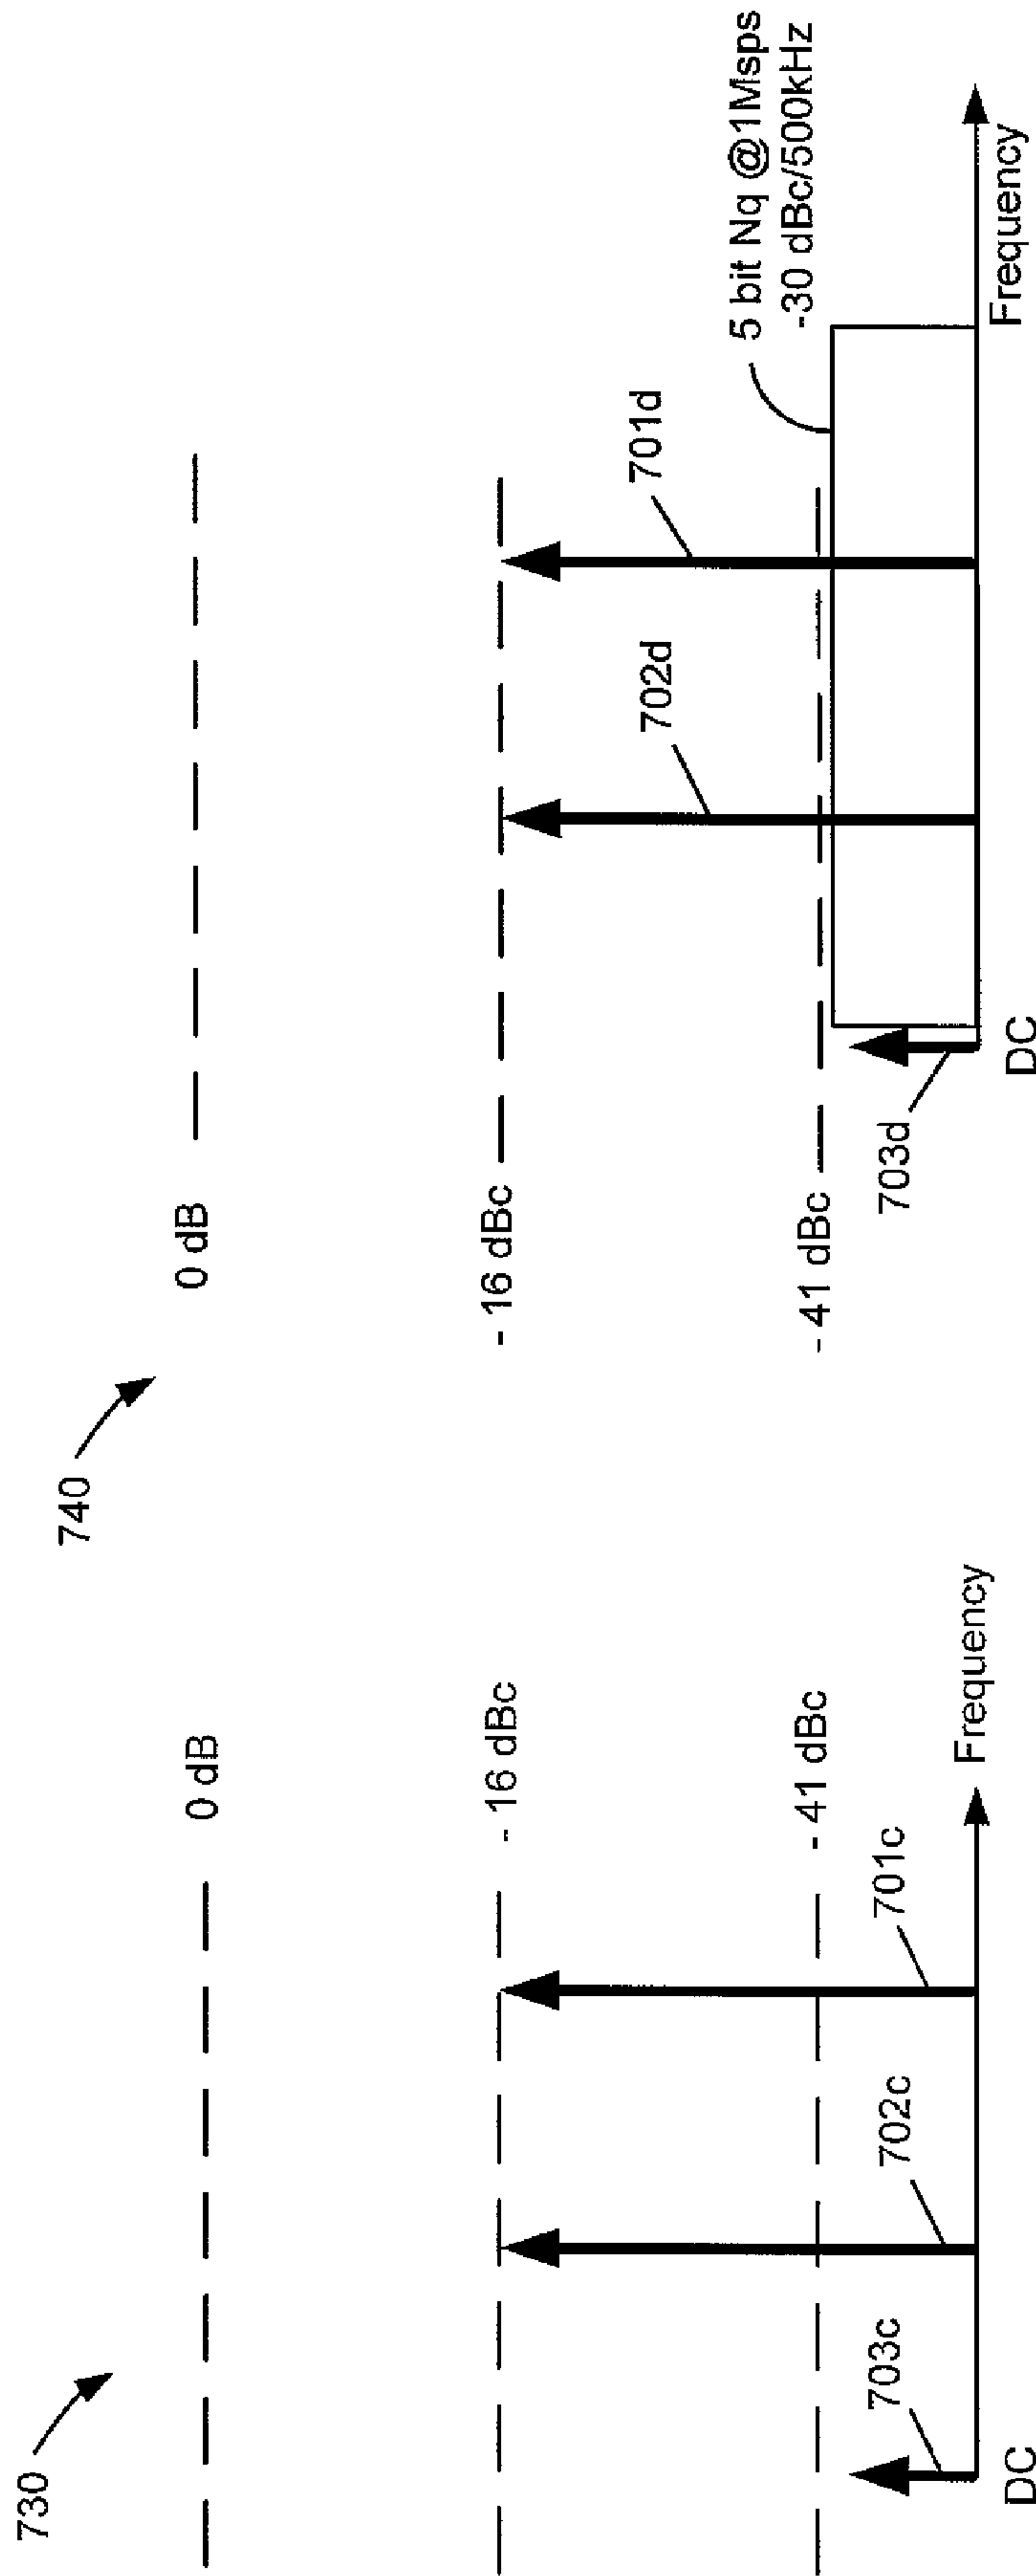 730
0 dB
- 16 dBc
- 41 dBc
703c
702c
701c
DC
Frequency
740
0 dB
- 16 dBc
- 41 dBc
703d
702d
701d
5 bit Nq @1Msps
-30 dBc/500kHz
DC
Frequency